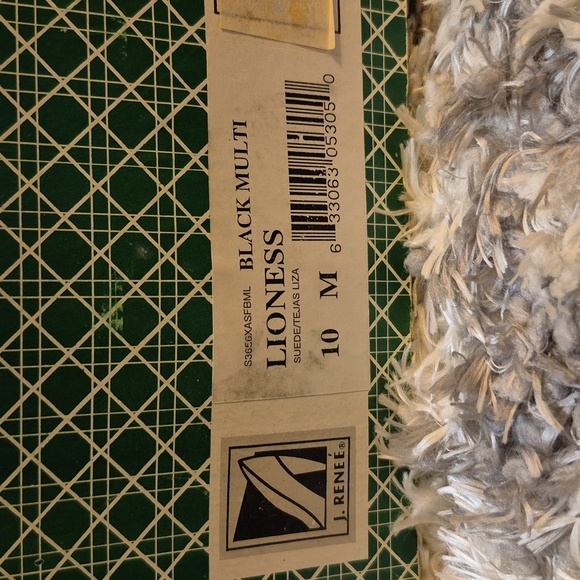 S3656XASFBML BLACK MULTI
LIONESS
SUEDE/TEJAS LIZA
10 M
6 33063 05305 0
J. RENEÉ®